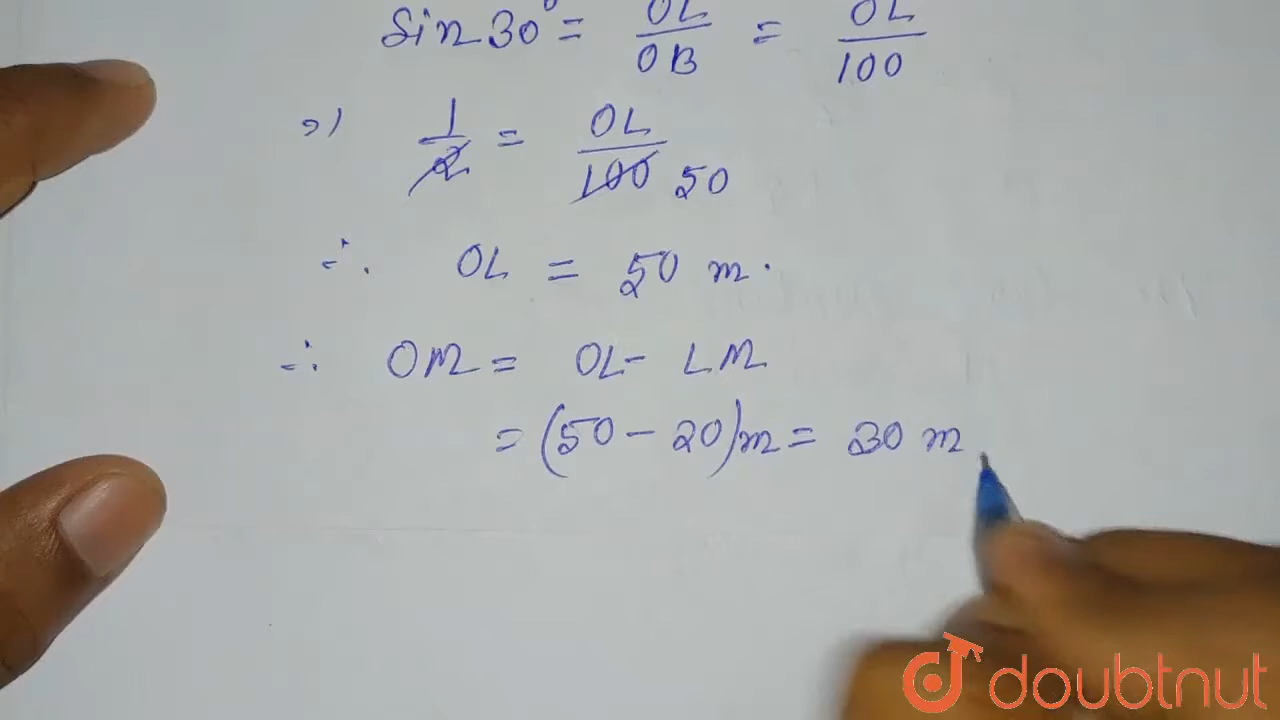 Sin 30° = OL/OB = OL/100
⇒ 1/2 = OL/100 50
∴ OL = 50 m.
∴ OM = OL - LM
= (50 - 20) m = 30 m
doubtnut